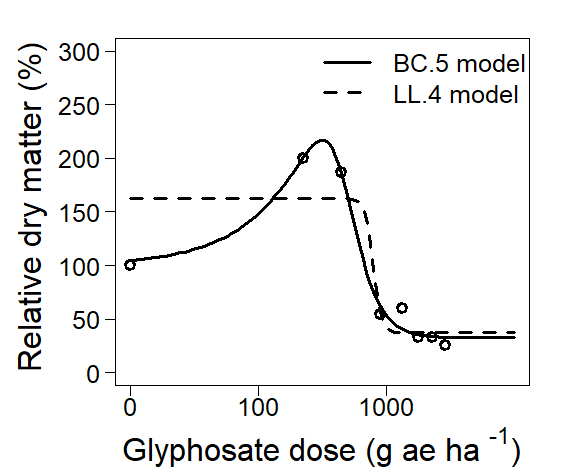 300
250
200
150
100
50
0
Relative dry matter (%)
BC.5 model
LL.4 model
0 100 1000
Glyphosate dose (g ae ha -1)